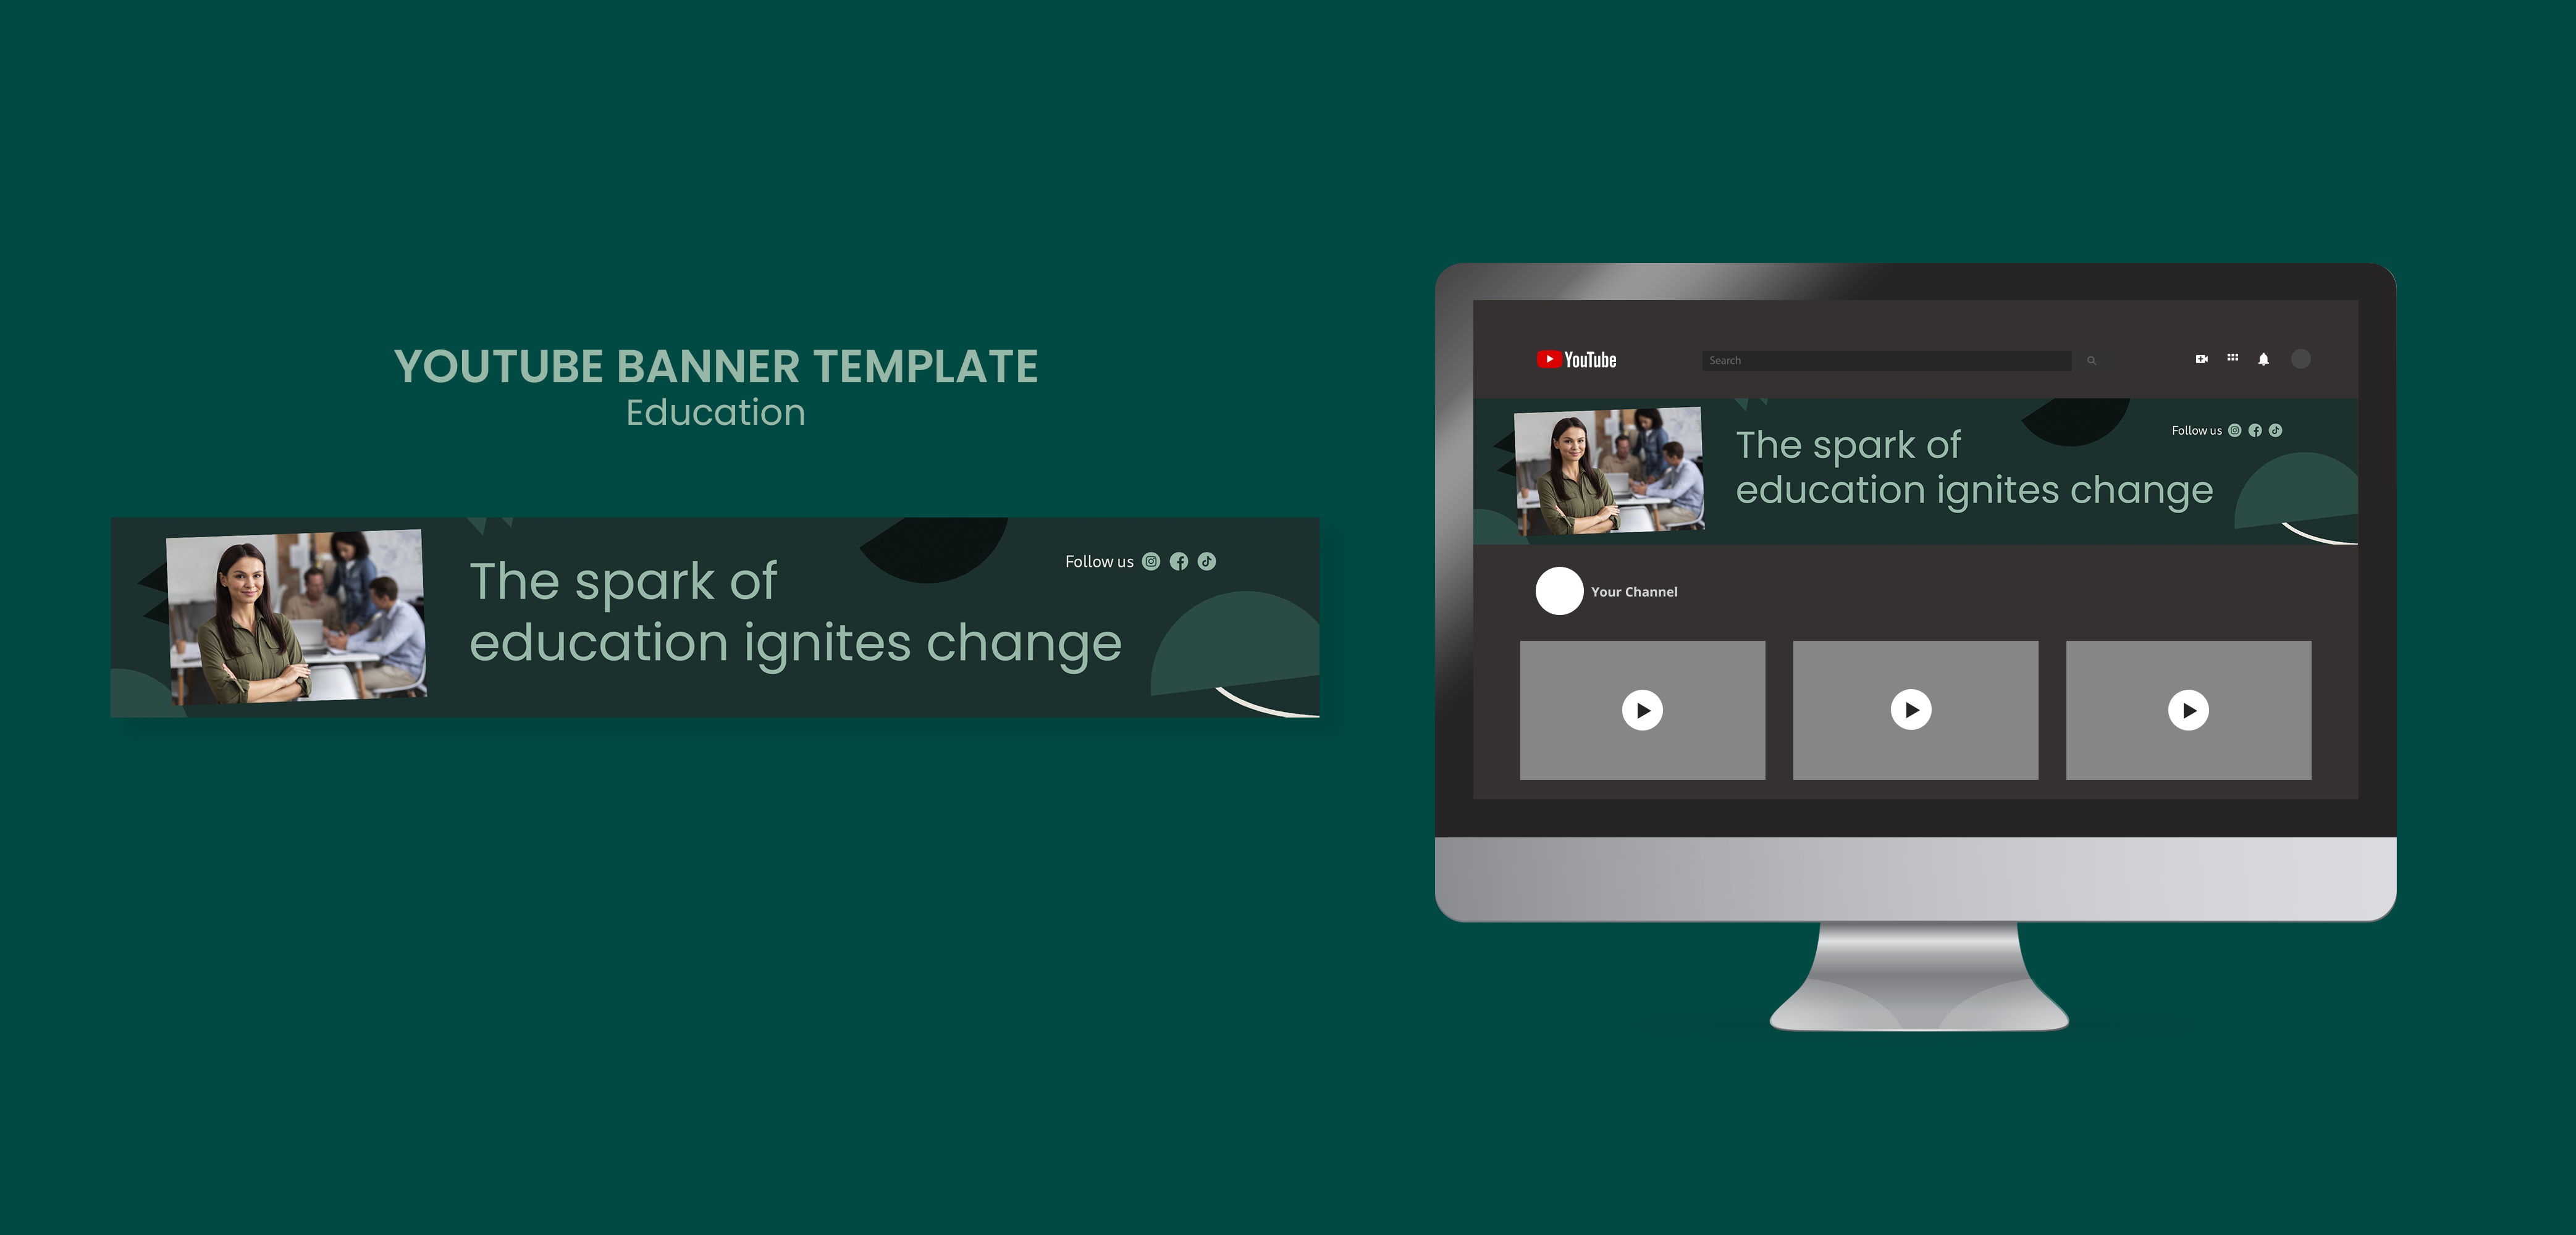 YOUTUBE BANNER TEMPLATE
Education
The spark of
education ignites change
Follow us
YouTube
Search
The spark of
education ignites change
Follow us
Your Channel